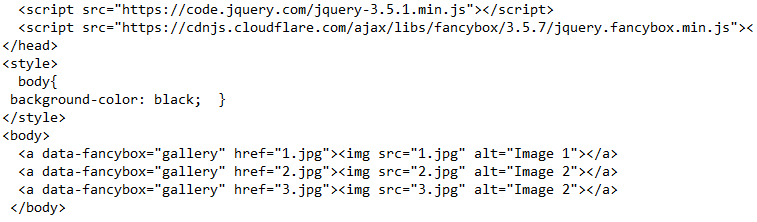 <script src="https://code.jquery.com/jquery-3.5.1.min.js"></script>
<script src="https://cdnjs.cloudflare.com/ajax/libs/fancybox/3.5.7/jquery.fancybox.min.js"><
</head>
<style>
body{
background-color: black;  }
</style>
<body>
<a data-fancybox="gallery" href="1.jpg"><img src="1.jpg" alt="Image 1"></a>
<a data-fancybox="gallery" href="2.jpg"><img src="2.jpg" alt="Image 2"></a>
<a data-fancybox="gallery" href="3.jpg"><img src="3.jpg" alt="Image 2"></a>
</body>